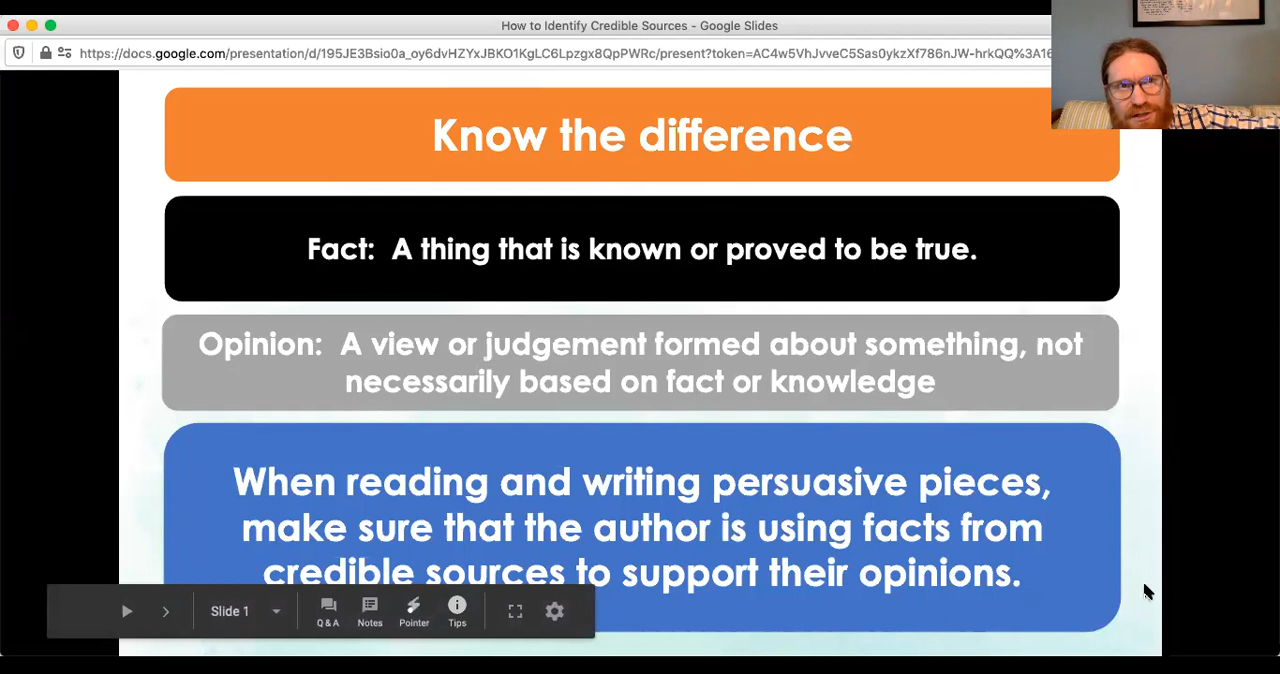 How to Identify Credible Sources - Google Slides
https://docs.google.com/presentation/d/195JE3Bsio0a_oy6dvHZYxJBKO1KgLC6Lpzgx8QpPWRc/present?token=AC4w5VhJvveC5Sas0ykzXf786nJW-hrkQQ%3A16
Know the difference
Fact: A thing that is known or proved to be true.
Opinion: A view or judgement formed about something, not
necessarily based on fact or knowledge
When reading and writing persuasive pieces,
make sure that the author is using facts from
credible sources to support their opinions.
Slide 1
Q & A Notes Pointer Tips